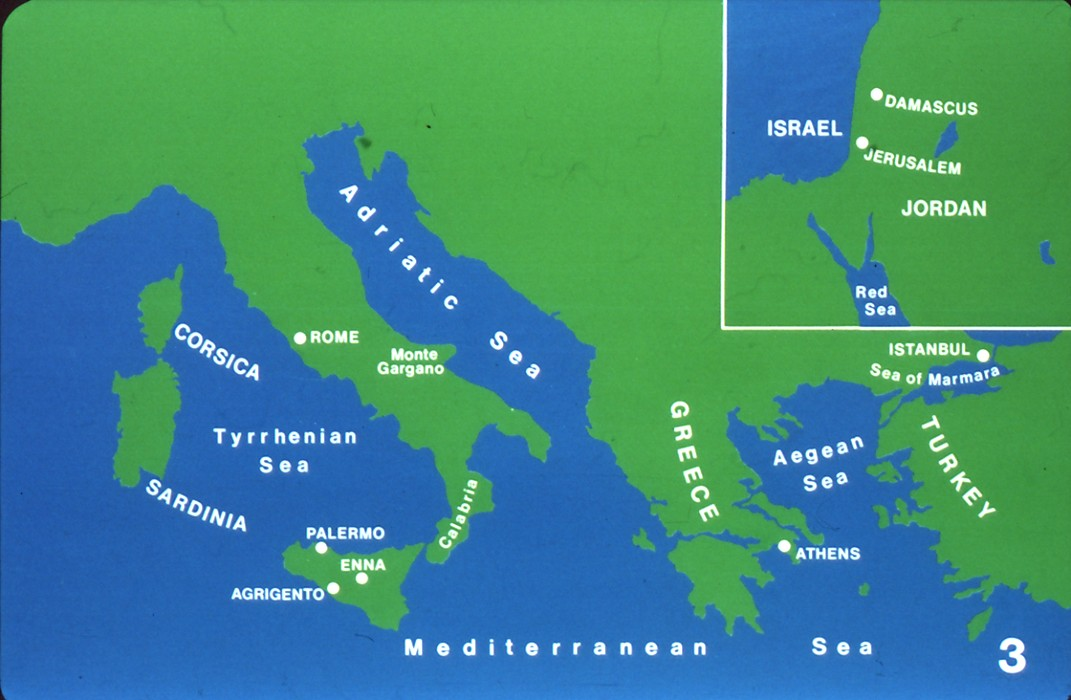 DAMASCUS
ISRAEL
JERUSALEM
JORDAN
Red
Sea
Adriatic Sea
ROME
Monte
Gargano
CORSICA
ISTANBUL
Sea of Marmara
GREECE
TURKEY
Tyrrhenian
Sea
Aegean
Sea
SARDINIA
Calabria
PALERMO
ENNA
AGRIGENTO
ATHENS
Mediterranean Sea
3